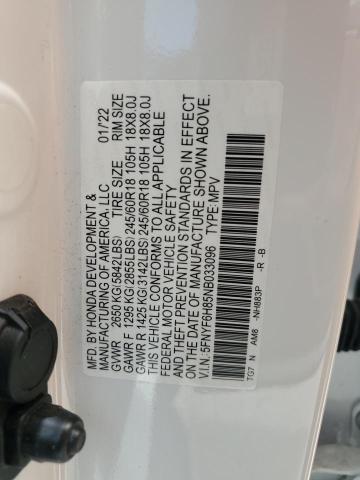 MFD. BY HONDA DEVELOPMENT &
MANUFACTURING OF AMERICA, LLC 01/'22
GVWR 2650 KG(5842LBS) TIRE SIZE RIM SIZE
GAWR F 1295 KG(2855LBS) 245/60R18 105H 18X8.0J
GAWR R 1425 KG(3142LBS) 245/60R18 105H 18X8.0J
THIS VEHICLE CONFORMS TO ALL APPLICABLE
FEDERAL MOTOR VEHICLE SAFETY
AND THEFT PREVENTION STANDARDS IN EFFECT
ON THE DATE OF MANUFACTURE SHOWN ABOVE.
V.I.N.: 5FNYF6H85NB033096 TYPE: MPV
TG7 N AM8 -NH883P -R -B